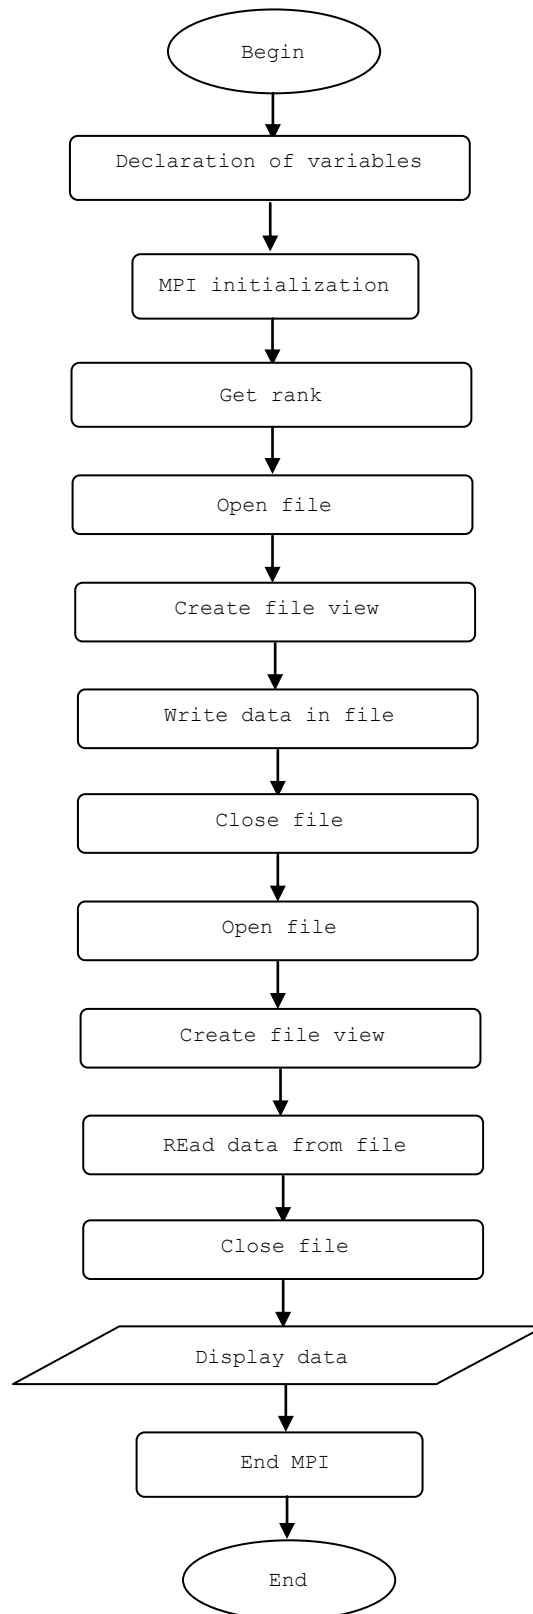 Begin
Declaration of variables
MPI initialization
Get rank
Open file
Create file view
Write data in file
Close file
Open file
Create file view
REad data from file
Close file
Display data
End MPI
End